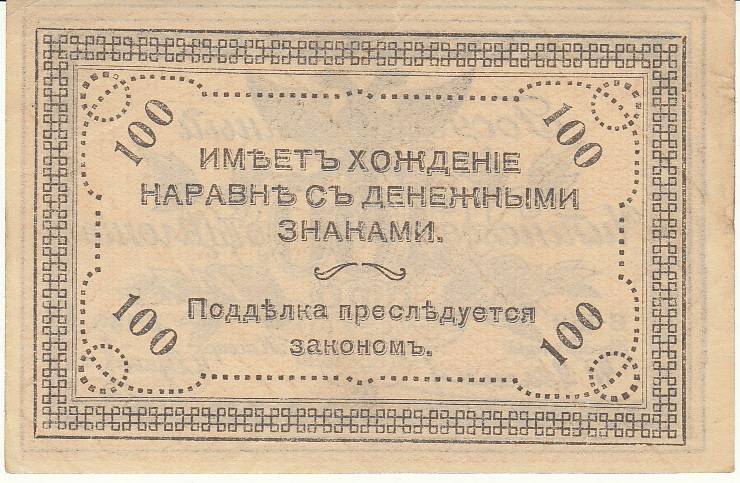 100 100
ИМѢЕТЪ ХОЖДЕНІЕ
НАРАВНѢ СЪ ДЕНЕЖНЫМИ
ЗНАКАМИ.
Поддѣлка преслѣдуется
закономъ.
100 100